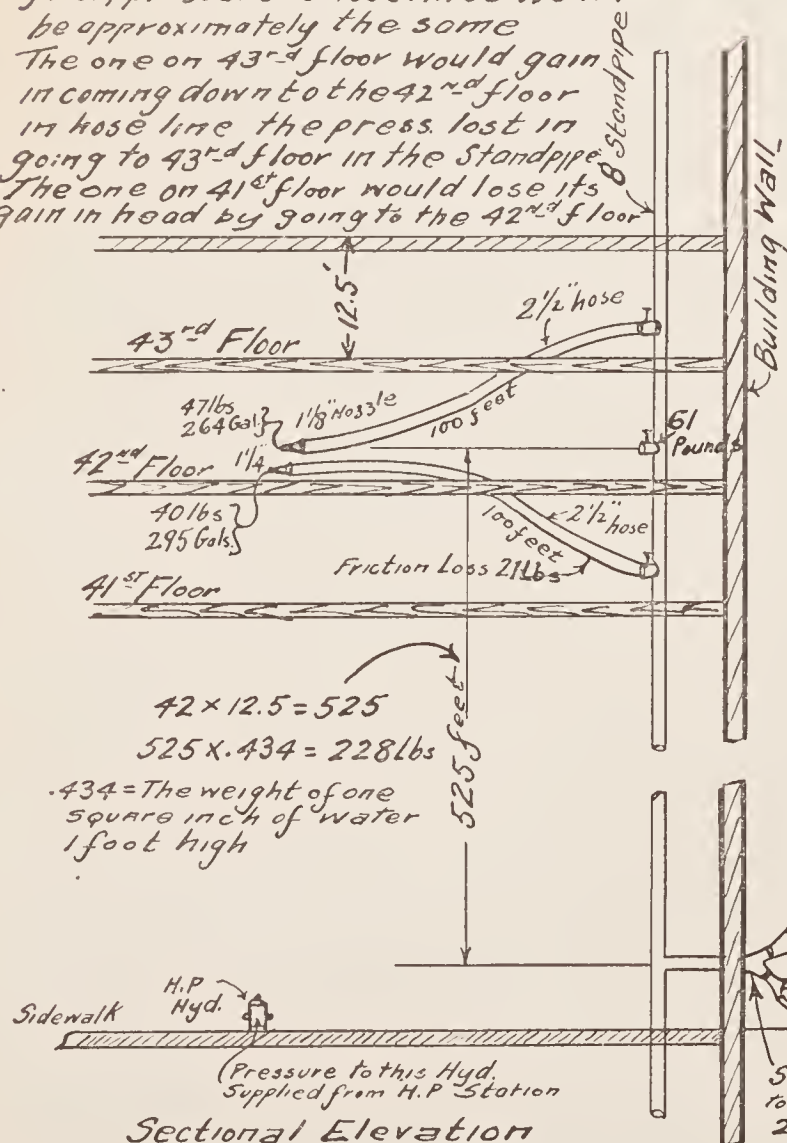 be approximately the same
The one on 43rd floor would gain
in coming down to the 42nd floor
in hose line the press. lost in
going to 43rd floor in the Standpipe.
The one on 41st floor would lose its
gain in head by going to the 42nd floor
8 Standpipe
Building Wall
12.5'
2½" hose
43rd Floor
47 lbs
264 Gal.
1⅛" Nozzle
100 feet
61
Pounds
42nd Floor
1¼"
40 lbs
295 Gals.
100 feet
2½" hose
Friction Loss 21 Lbs
41st Floor
42 × 12.5 = 525
525 × .434 = 228 lbs
.434 = The weight of one
square inch of water
1 foot high
525 feet
H.P
Hyd.
Sidewalk
(Pressure to this Hyd.
Supplied from H.P Station
Sectional Elevation
5
to
2